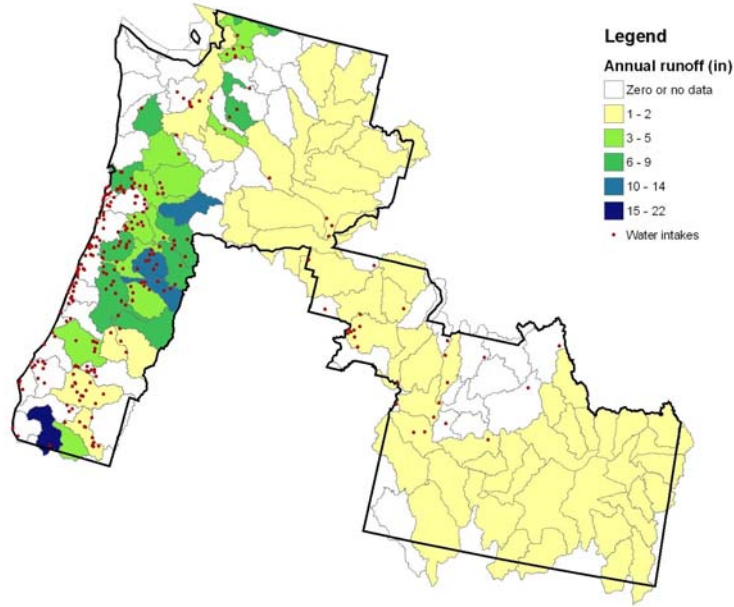 Legend
Annual runoff (in)
Zero or no data
1 - 2
3 - 5
6 - 9
10 - 14
15 - 22
Water intakes